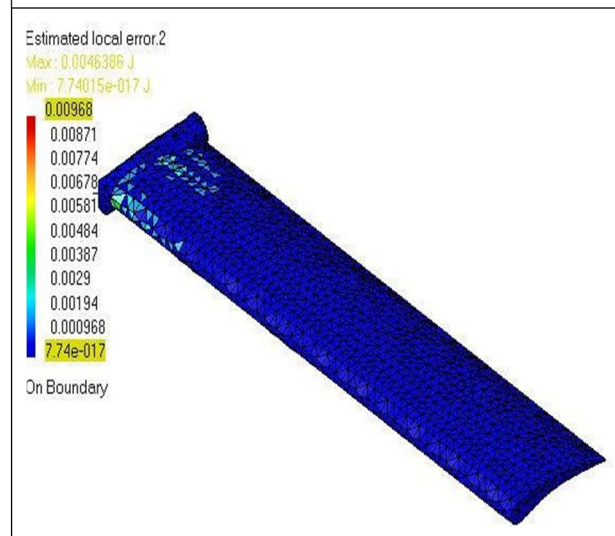 Estimated local error.2
Max : 0.0046386 J
Min : 7.74015e-017 J
0.00968
0.00871
0.00774
0.00678
0.00581
0.00484
0.00387
0.0029
0.00194
0.000968
7.74e-017
On Boundary